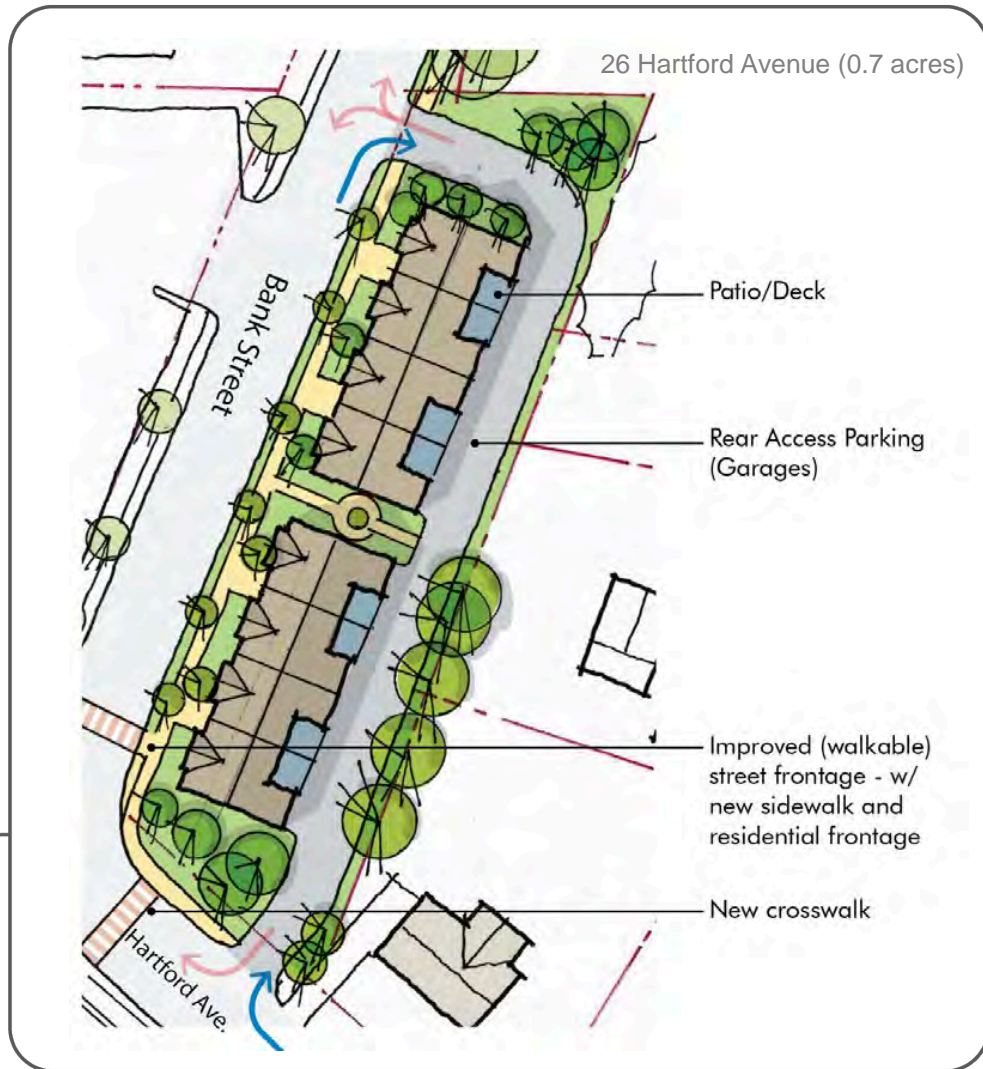 26 Hartford Avenue (0.7 acres)
Bank Street
Patio/Deck
Rear Access Parking
(Garages)
Improved (walkable)
street frontage - w/
new sidewalk and
residential frontage
New crosswalk
Hartford Ave.